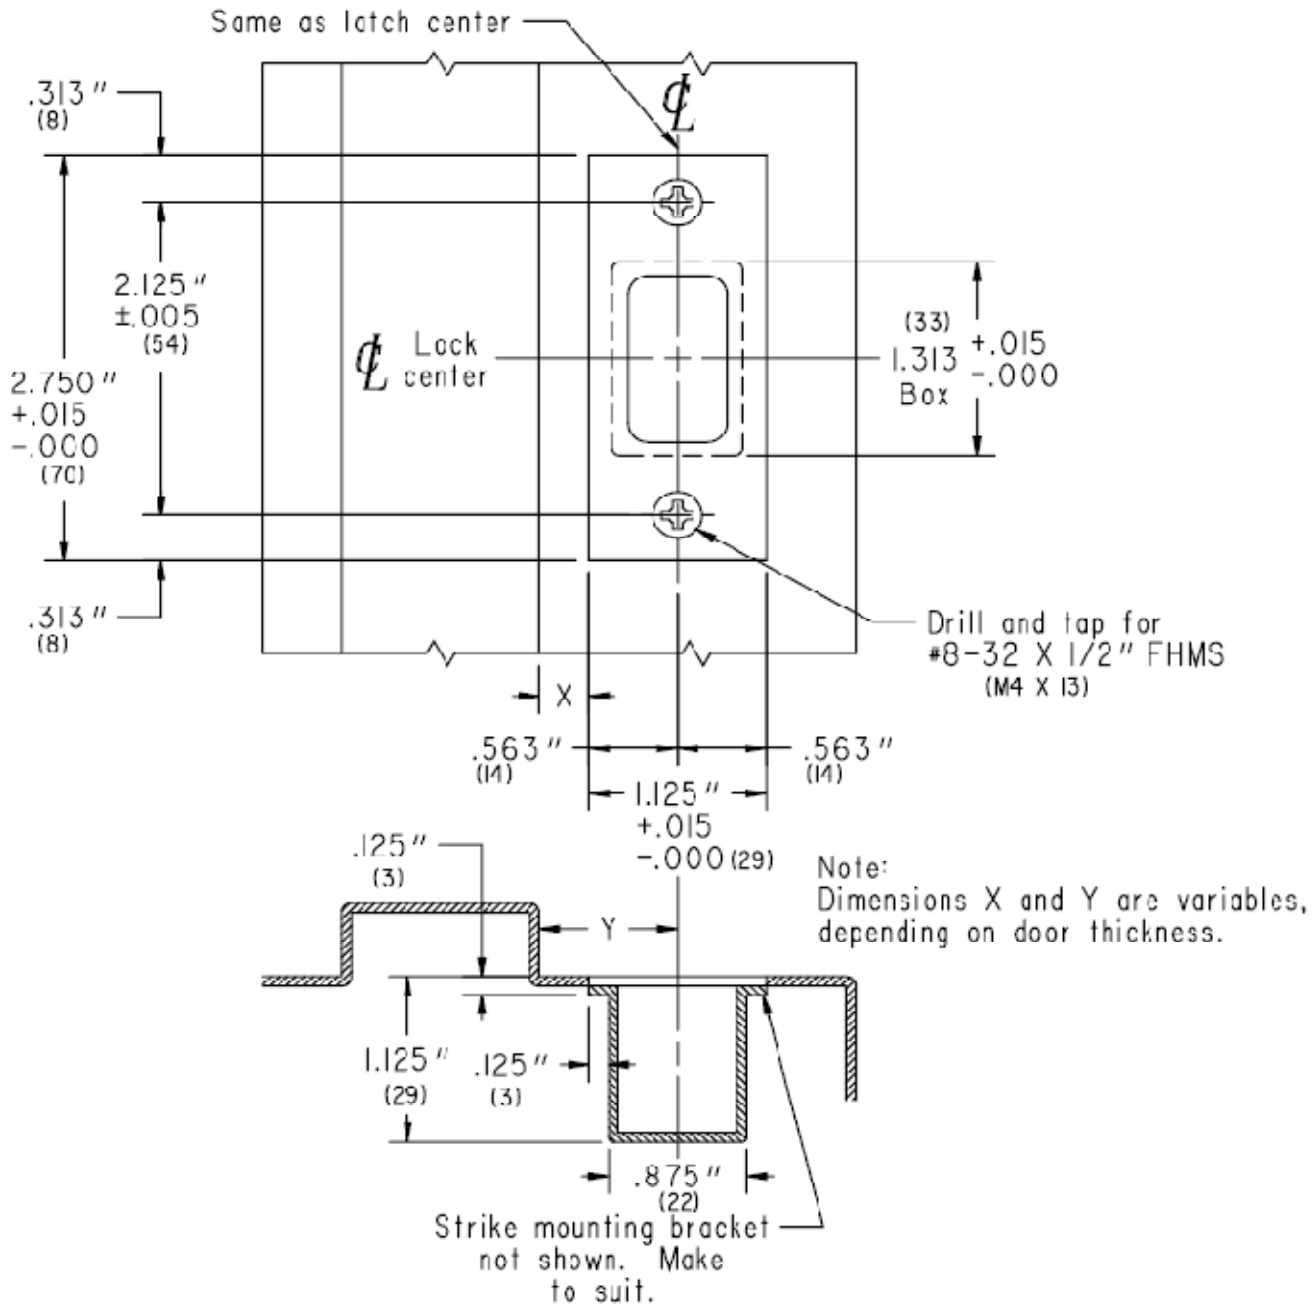 Same as latch center
℄
.313"
(8)
2.125"
±.005
(54)
℄ Lock
center
(33)
1.313
Box
+.015
-.000
2.750"
+.015
-.000
(70)
.313"
(8)
Drill and tap for
#8-32 X 1/2" FHMS
(M4 X 13)
X
.563"
(14)
.563"
(14)
1.125"
+.015
-.000 (29)
.125"
(3)
Note:
Dimensions X and Y are variables,
depending on door thickness.
Y
1.125"
(29)
.125"
(3)
.875"
(22)
Strike mounting bracket
not shown. Make
to suit.